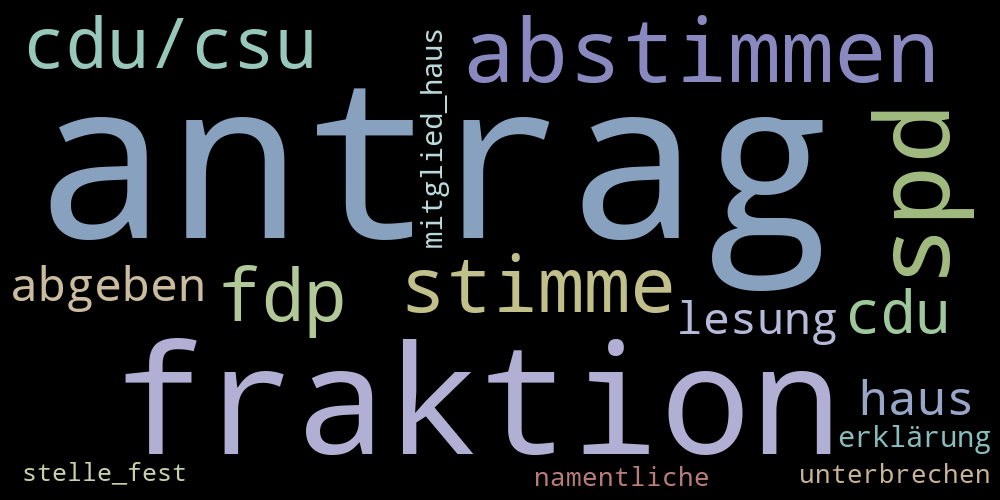 cdu/csu
abstimmen
antrag
mitglied_haus
spd
abgeben
fdp
stimme
lesung
cdu
fraktion
haus
erklärung
stelle_fest
namentliche
unterbrechen